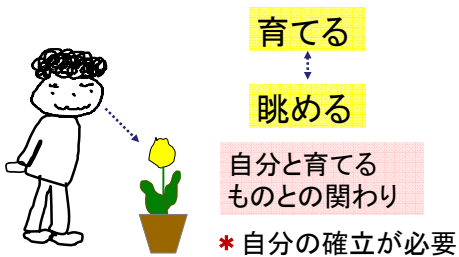 育てる
眺める
自分と育てる
ものとの関わり
*自分の確立が必要